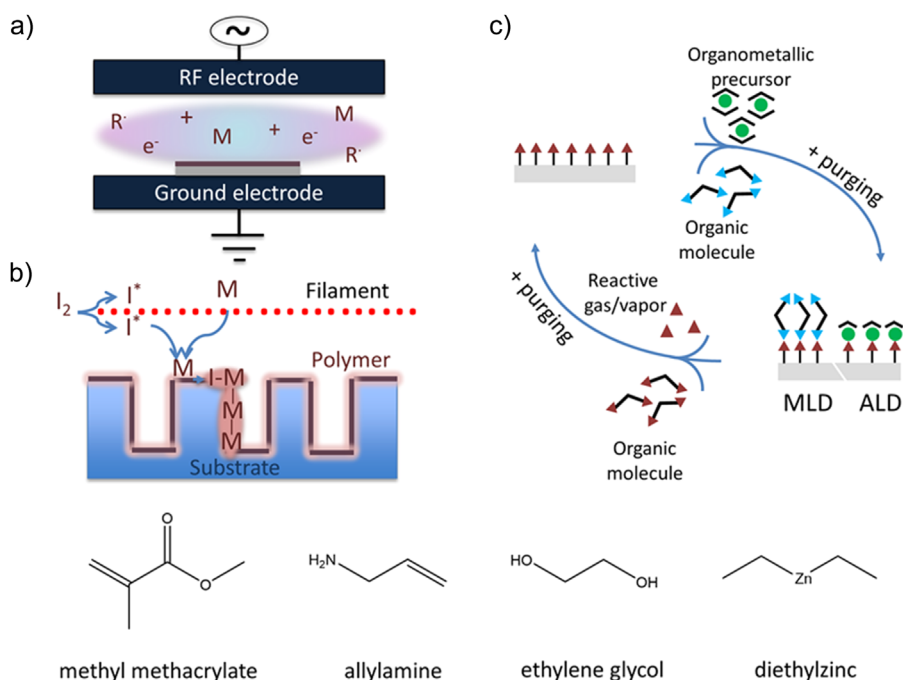 a)
~
RF electrode
R· + M + e⁻ M
e⁻ R·
Ground electrode
b)
I₂ I* M Filament
I*
M I-M Polymer
M
M
Substrate
c)
Organometallic
precursor
+ purging
Organic
molecule
Reactive
gas/vapor
+ purging
Organic
molecule
MLD ALD
O
O
H₂N
HO
OH
Zn
methyl methacrylate allylamine ethylene glycol diethylzinc